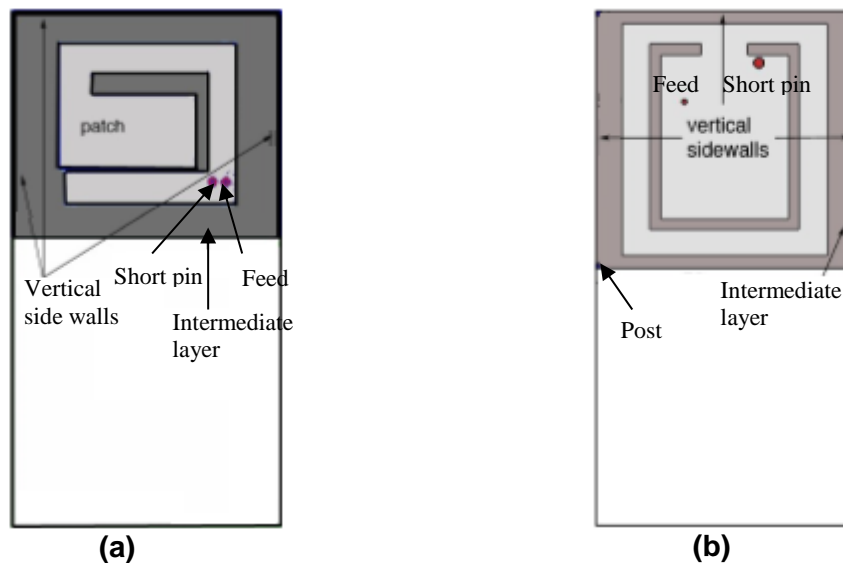 patch
Short pin
Feed
Vertical
side walls
Intermediate
layer
(a)
Feed
Short pin
vertical
sidewalls
Intermediate
layer
Post
(b)